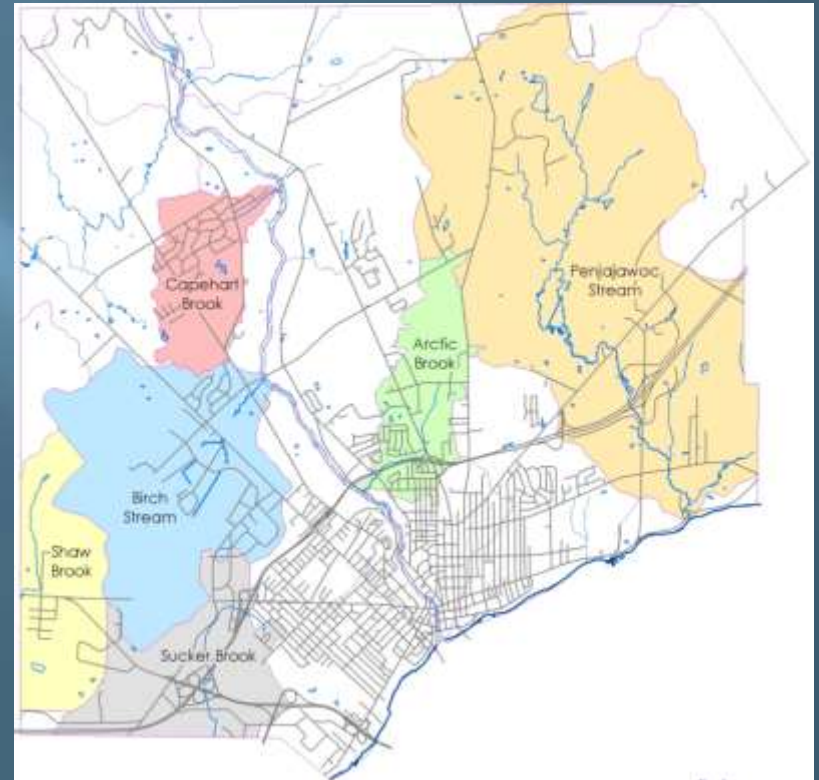 Penjajawoc
Stream
Capehart
Brook
Arctic
Brook
Birch
Stream
Shaw
Brook
Sucker Brook